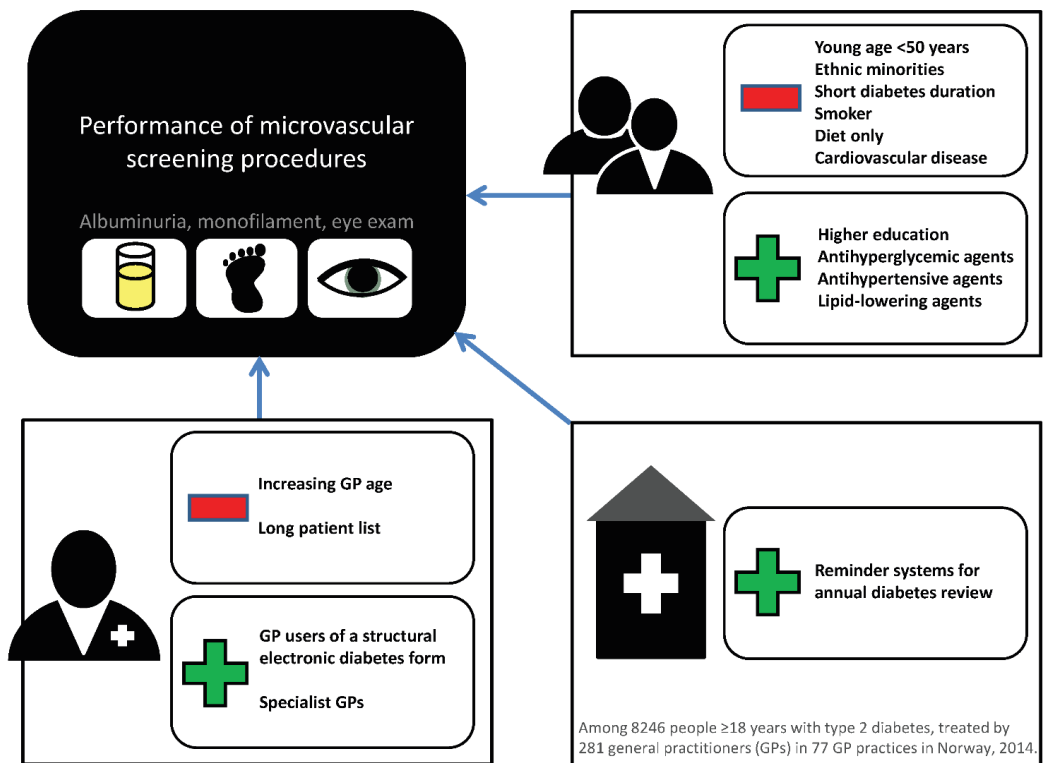 Performance of microvascular
screening procedures
Albuminuria, monofilament, eye exam
Young age <50 years
Ethnic minorities
Short diabetes duration
Smoker
Diet only
Cardiovascular disease
Higher education
Antihyperglycemic agents
Antihypertensive agents
Lipid-lowering agents
Increasing GP age
Long patient list
GP users of a structural
electronic diabetes form
Specialist GPs
Reminder systems for
annual diabetes review
Among 8246 people ≥18 years with type 2 diabetes, treated by
281 general practitioners (GPs) in 77 GP practices in Norway, 2014.